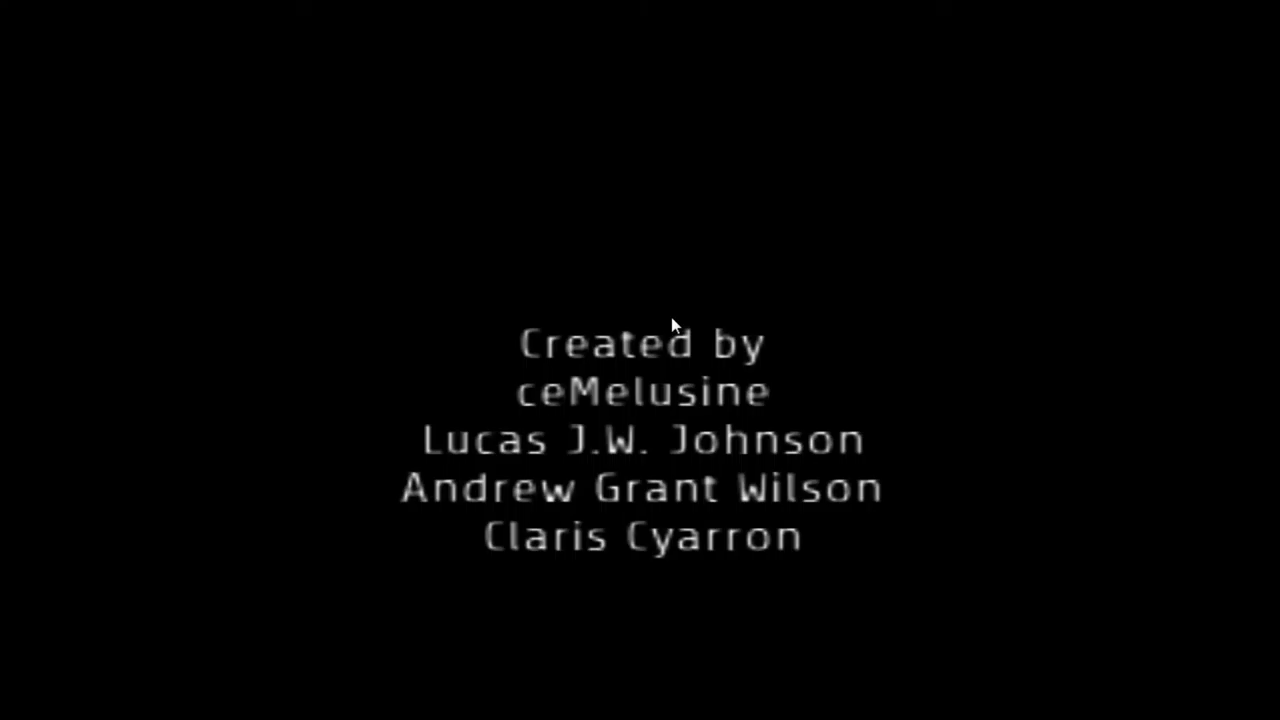 Created by
ceMelusine
Lucas J.W. Johnson
Andrew Grant Wilson
Claris Cyarron